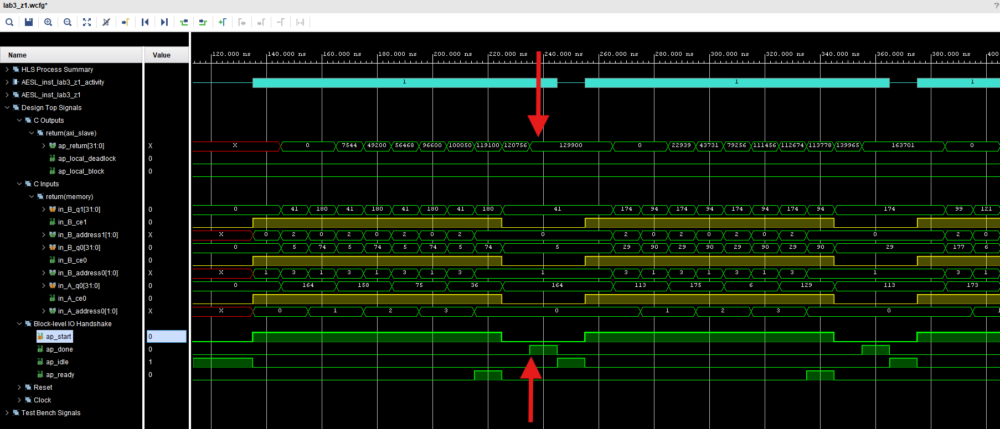 lab3_z1.wcfg*
?
Name Value
120.000 ns 140.000 ns 160.000 ns 180.000 ns 200.000 ns 220.000 ns 240.000 ns 260.000 ns 280.000 ns 300.000 ns 320.000 ns 340.000 ns 360.000 ns 380.000 ns 400
HLS Process Summary
AESL_inst_lab3_z1_activity 1 1 1
AESL_inst_lab3_z1
Design Top Signals
C Outputs
return(axi_slave)
ap_return[31:0] X X 0 7544 49200 56468 96600 100050 119100 120756 129900 0 22939 43731 79256 111456 112674 113778 139965 163701 0
ap_local_deadlock 0
ap_local_block 0
C Inputs
return(memory)
in_B_q1[31:0] 0 0 41 180 41 180 41 180 41 180 41 174 94 174 94 174 94 174 94 174 99 121
in_B_ce1 0
in_B_address1[1:0] X X 0 2 0 2 0 2 0 2 0 2 0 2 0 2 0 2 0 2 0
in_B_q0[31:0] 0 0 5 74 5 74 5 74 5 74 5 29 90 29 90 29 90 29 90 29 177 6
in_B_ce0 0
in_B_address0[1:0] X X 1 3 1 3 1 3 1 3 1 3 1 3 1 3 1 3 1 3 1
in_A_q0[31:0] 0 0 164 158 75 36 164 113 175 6 129 113 173
in_A_ce0 0
in_A_address0[1:0] X X 0 1 2 3 0 1 2 3 0 1
Block-level IO Handshake
ap_start 0
ap_done 0
ap_idle 1
ap_ready 0
Reset
Clock
Test Bench Signals